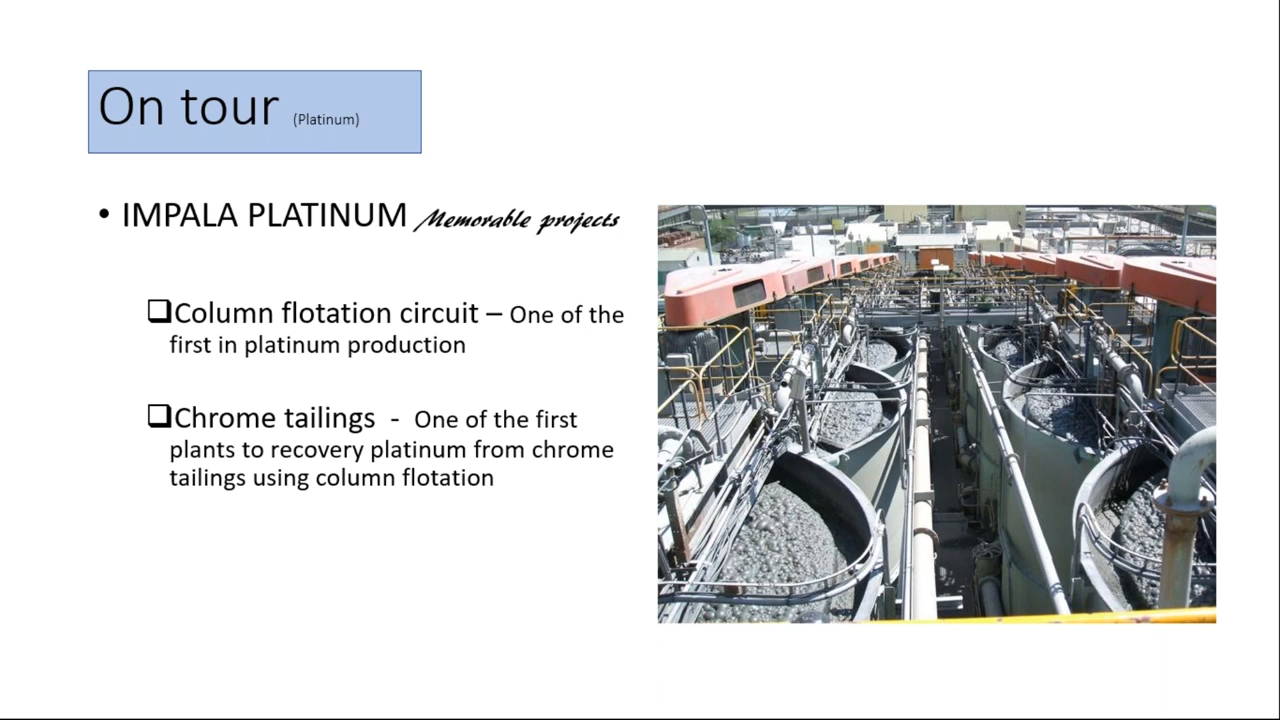 On tour (Platinum)
• IMPALA PLATINUM Memorable projects
❑Column flotation circuit – One of the
first in platinum production
❑Chrome tailings - One of the first
plants to recovery platinum from chrome
tailings using column flotation